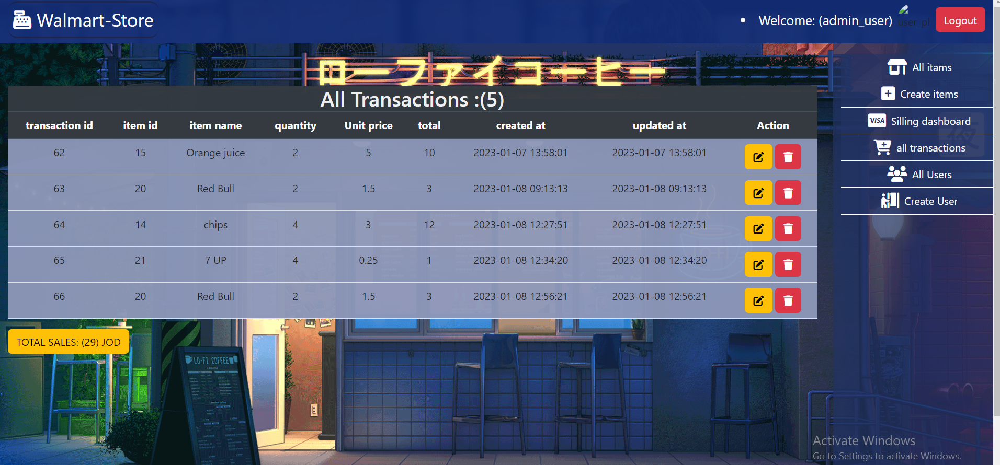 Walmart-Store
Welcome: (admin_user)
user_p
Logout
ローファイコーヒー
All Transactions :(5)
transaction id item id item name quantity Unit price total created at updated at Action
62 15 Orange juice 2 5 10 2023-01-07 13:58:01 2023-01-07 13:58:01
63 20 Red Bull 2 1.5 3 2023-01-08 09:13:13 2023-01-08 09:13:13
64 14 chips 4 3 12 2023-01-08 12:27:51 2023-01-08 12:27:51
65 21 7 UP 4 0.25 1 2023-01-08 12:34:20 2023-01-08 12:34:20
66 20 Red Bull 2 1.5 3 2023-01-08 12:56:21 2023-01-08 12:56:21
TOTAL SALES: (29) JOD
All itams
Create items
VISA Silling dashboard
all transactions
All Users
Create User
LO-FI COFFEE
Activate Windows
Go to Settings to activate Windows.